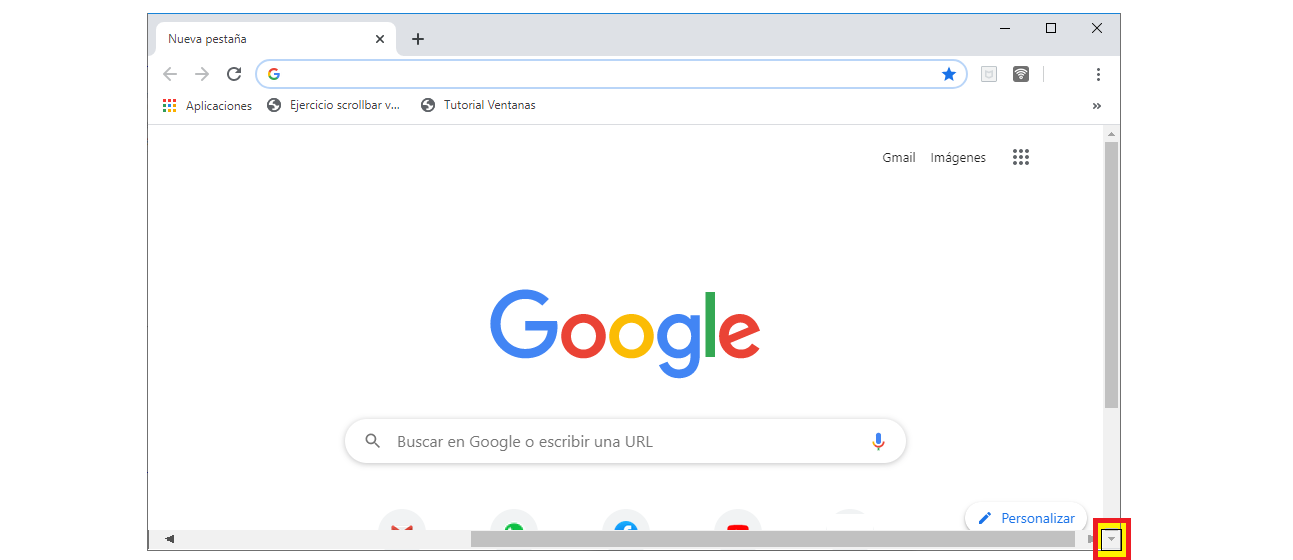 Nueva pestaña
Aplicaciones
Ejercicio scrollbar v...
Tutorial Ventanas
»
Gmail
Imágenes
Google
Buscar en Google o escribir una URL
Personalizar